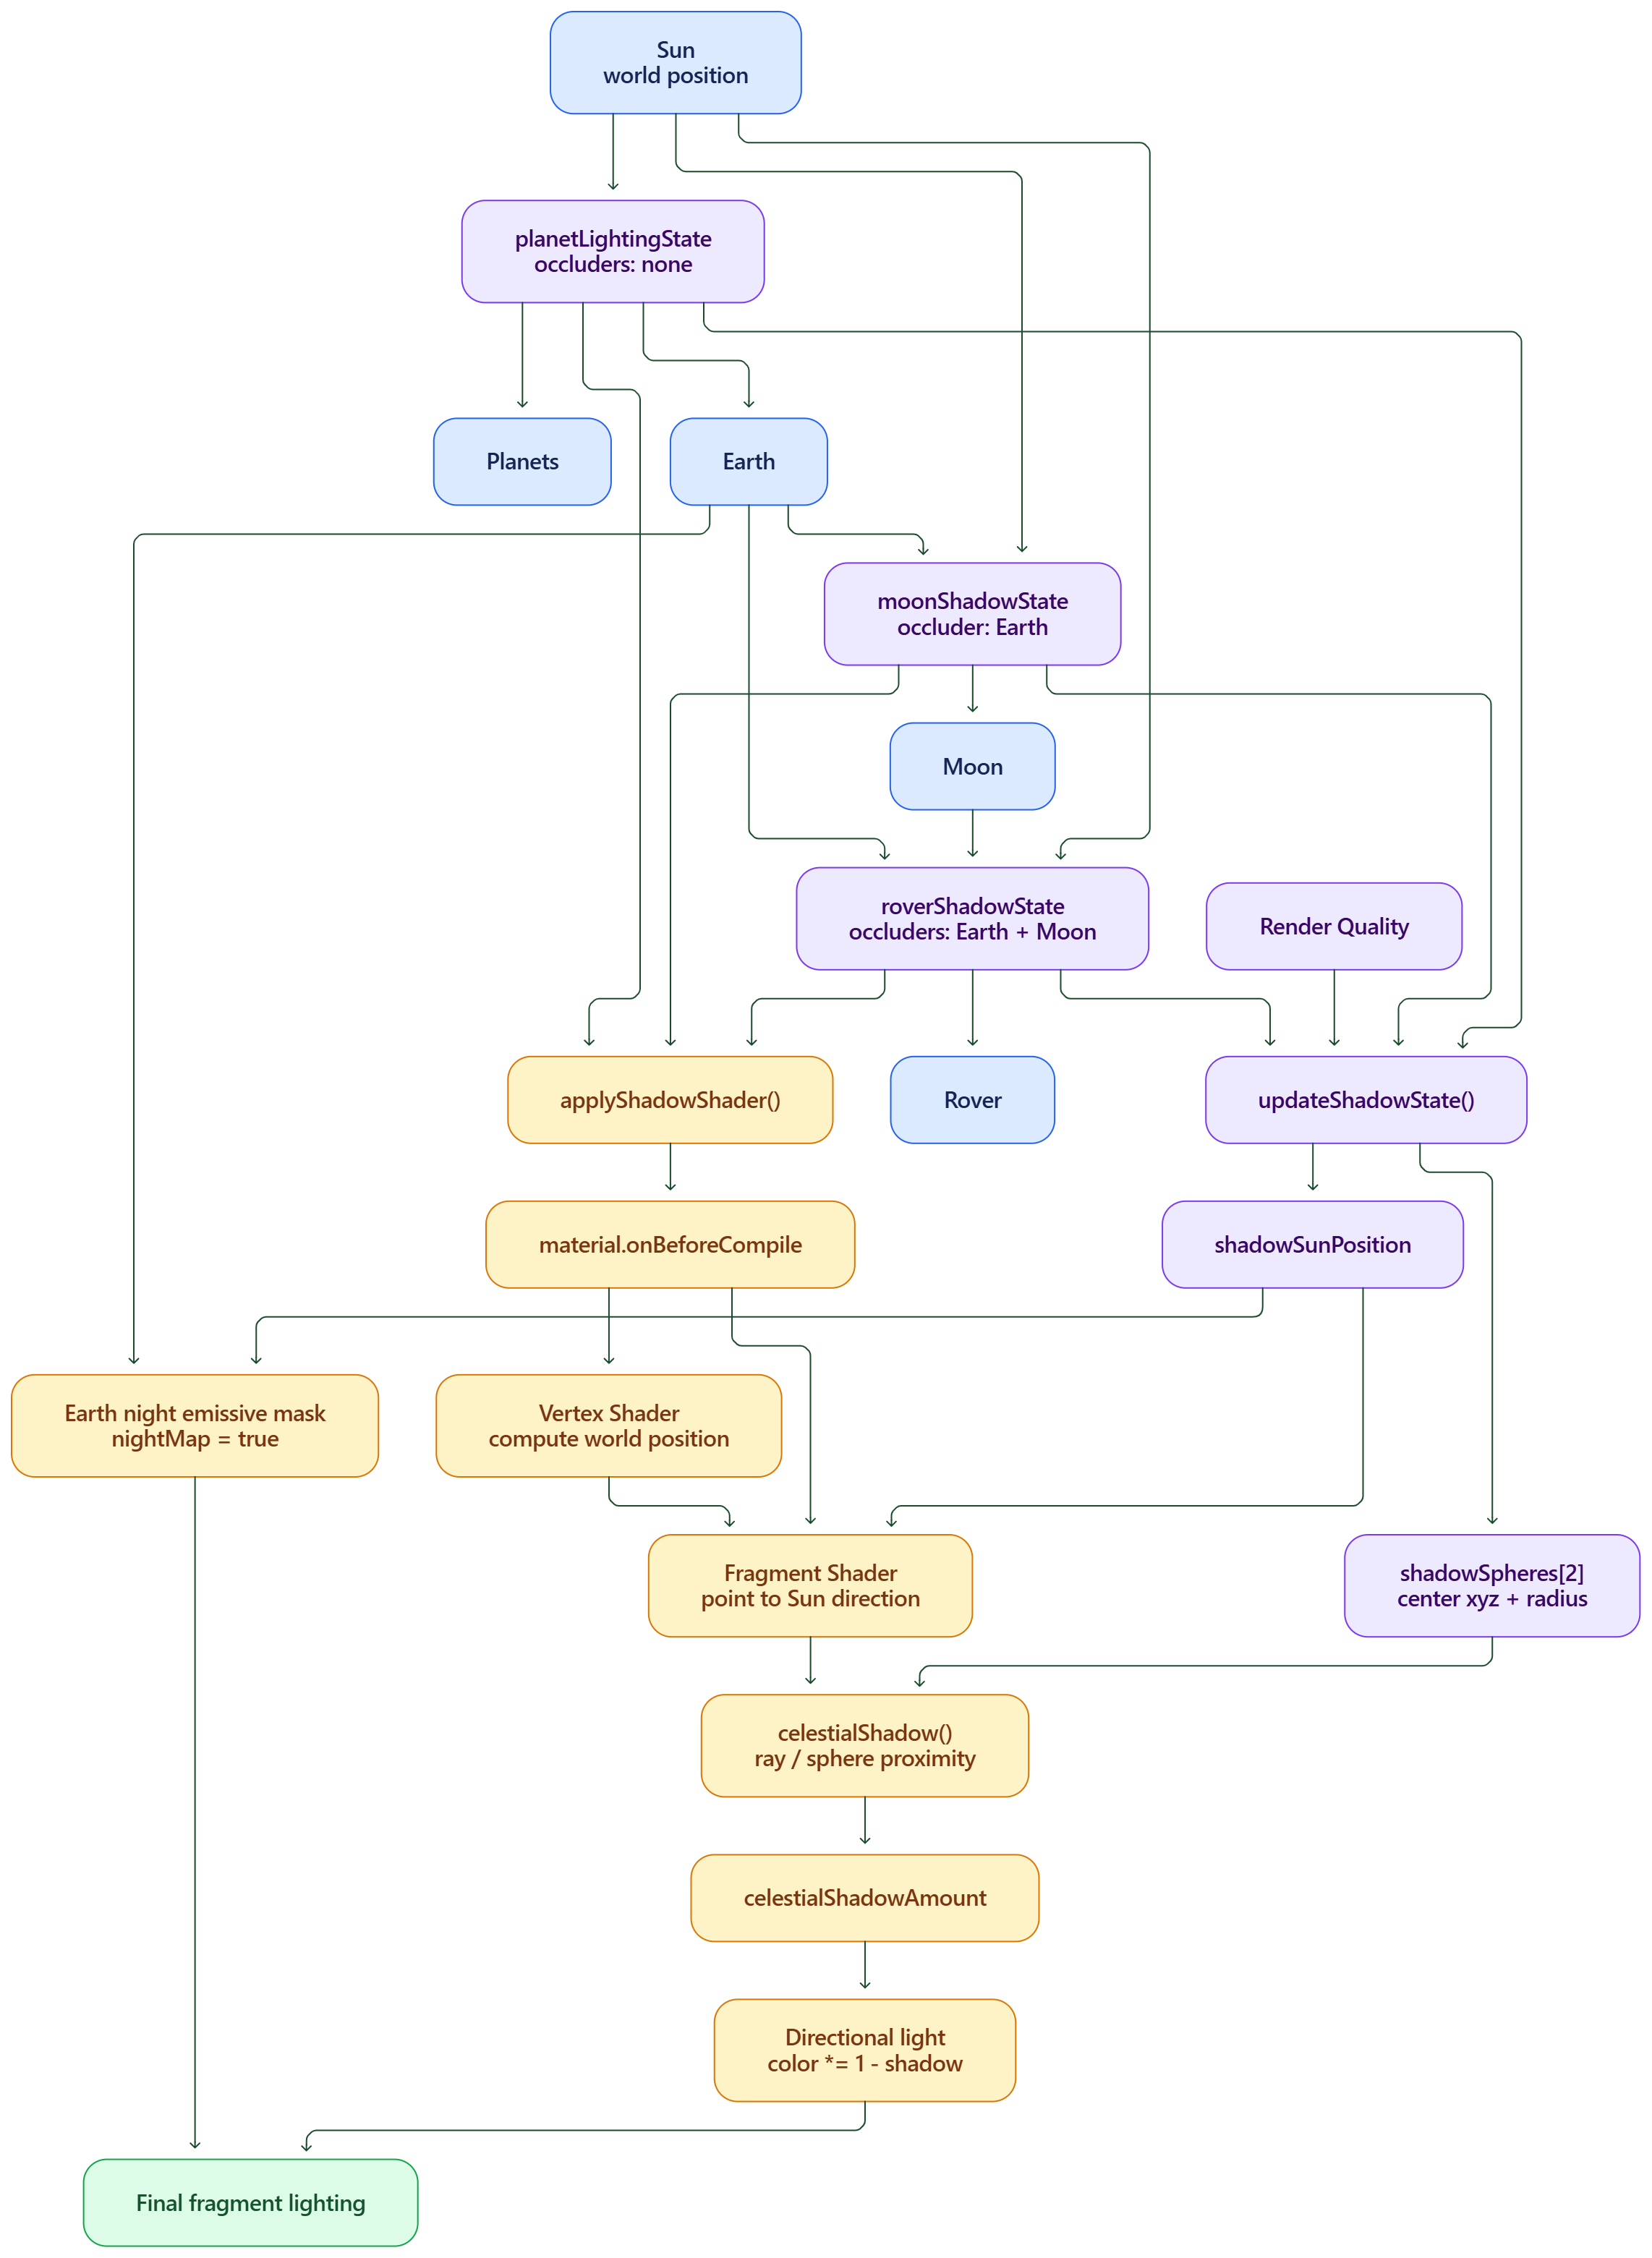 Sun
world position
planetLightingState
occluders: none
Planets
Earth
moonShadowState
occluder: Earth
Moon
roverShadowState
occluders: Earth + Moon
Render Quality
applyShadowShader()
Rover
updateShadowState()
material.onBeforeCompile
shadowSunPosition
Earth night emissive mask
nightMap = true
Vertex Shader
compute world position
Fragment Shader
point to Sun direction
shadowSpheres[2]
center xyz + radius
celestialShadow()
ray / sphere proximity
celestialShadowAmount
Directional light
color *= 1 - shadow
Final fragment lighting